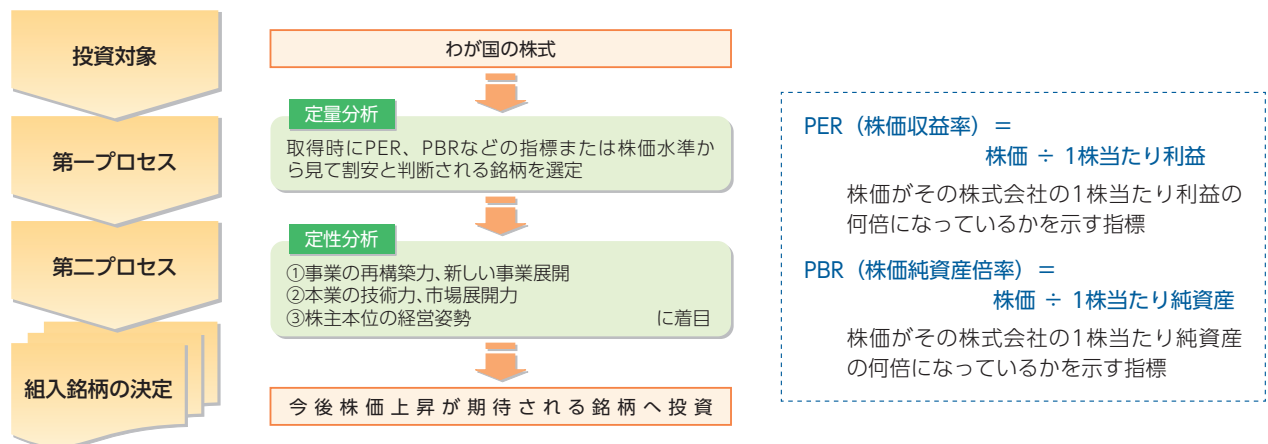 投資対象
わが国の株式
第一プロセス
定量分析
取得時にPER、PBRなどの指標または株価水準か
ら見て割安と判断される銘柄を選定
第二プロセス
定性分析
①事業の再構築力、新しい事業展開
②本業の技術力、市場展開力
③株主本位の経営姿勢 に着目
組入銘柄の決定
今後株価上昇が期待される銘柄へ投資
PER（株価収益率）＝
株価 ÷ 1株当たり利益
株価がその株式会社の1株当たり利益の
何倍になっているかを示す指標
PBR（株価純資産倍率）＝
株価 ÷ 1株当たり純資産
株価がその株式会社の1株当たり純資産
の何倍になっているかを示す指標